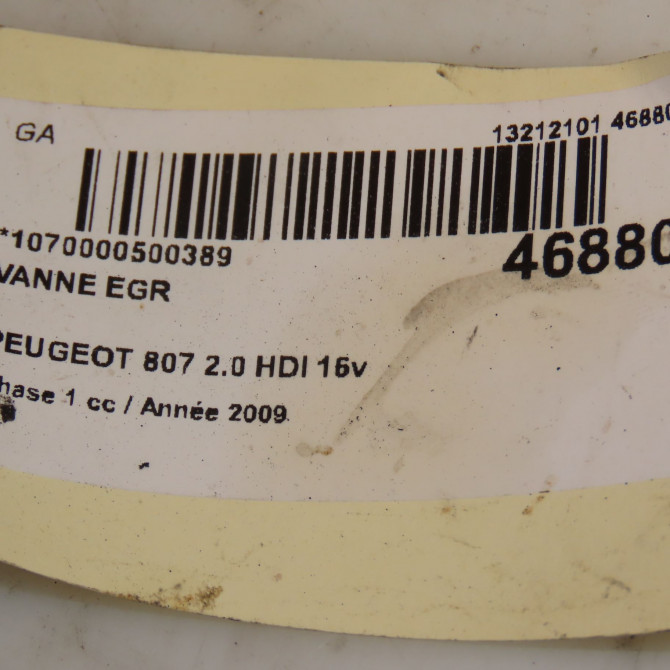 GA
13212101 46880
*1070000500389
46880
VANNE EGR
PEUGEOT 807 2.0 HDI 16v
hase 1 cc / Année 2009